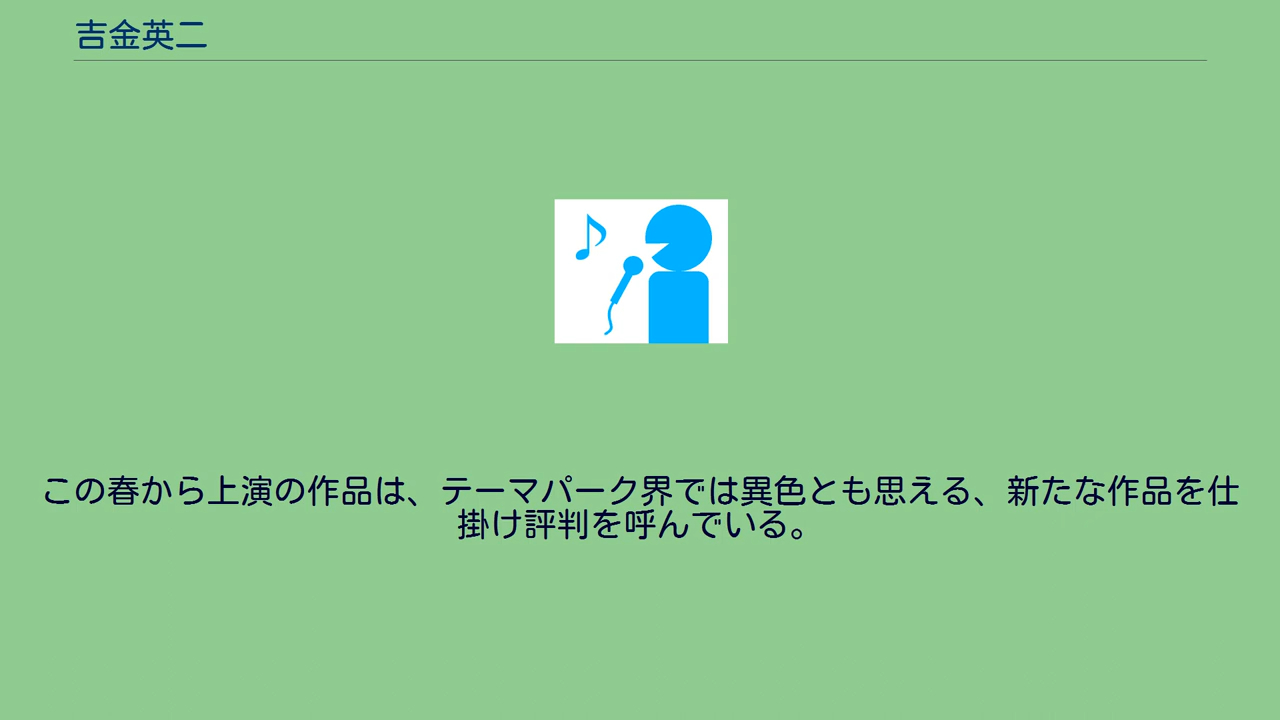 吉金英二
この春から上演の作品は、テーマパーク界では異色とも思える、新たな作品を仕
掛け評判を呼んでいる。